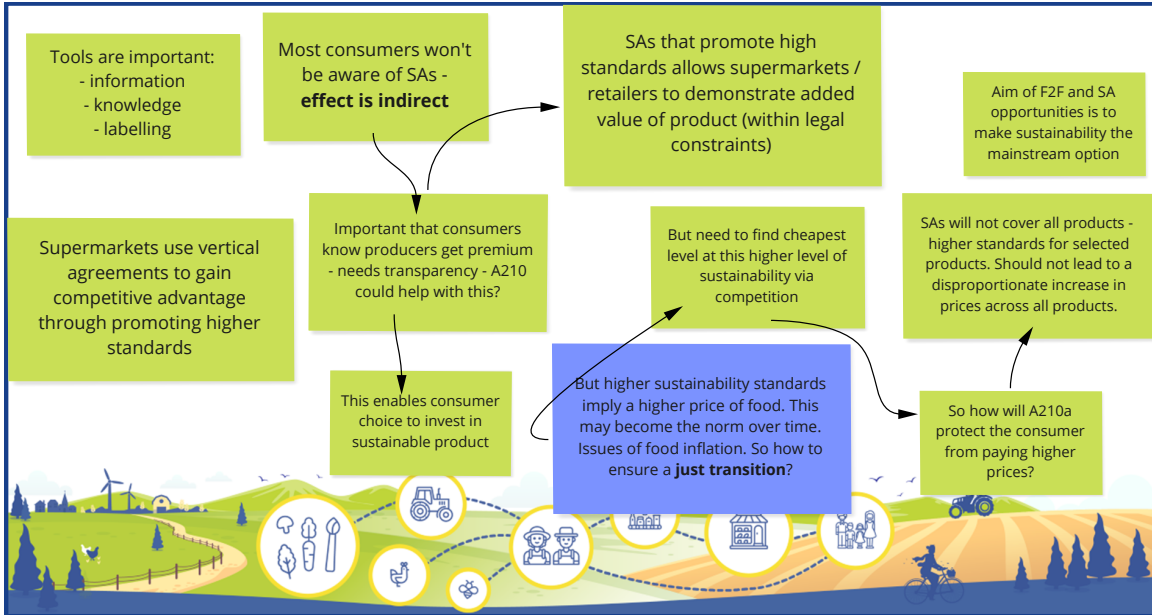 Tools are important:
- information
- knowledge
- labelling
Most consumers won't
be aware of SAs -
effect is indirect
SAs that promote high
standards allows supermarkets /
retailers to demonstrate added
value of product (within legal
constraints)
Aim of F2F and SA
opportunities is to
make sustainability the
mainstream option
Supermarkets use vertical
agreements to gain
competitive advantage
through promoting higher
standards
Important that consumers
know producers get premium
- needs transparency - A210
could help with this?
But need to find cheapest
level at this higher level of
sustainability via
competition
SAs will not cover all products -
higher standards for selected
products. Should not lead to a
disproportionate increase in
prices across all products.
This enables consumer
choice to invest in
sustainable product
But higher sustainability standards
imply a higher price of food. This
may become the norm over time.
Issues of food inflation. So how to
ensure a just transition?
So how will A210a
protect the consumer
from paying higher
prices?